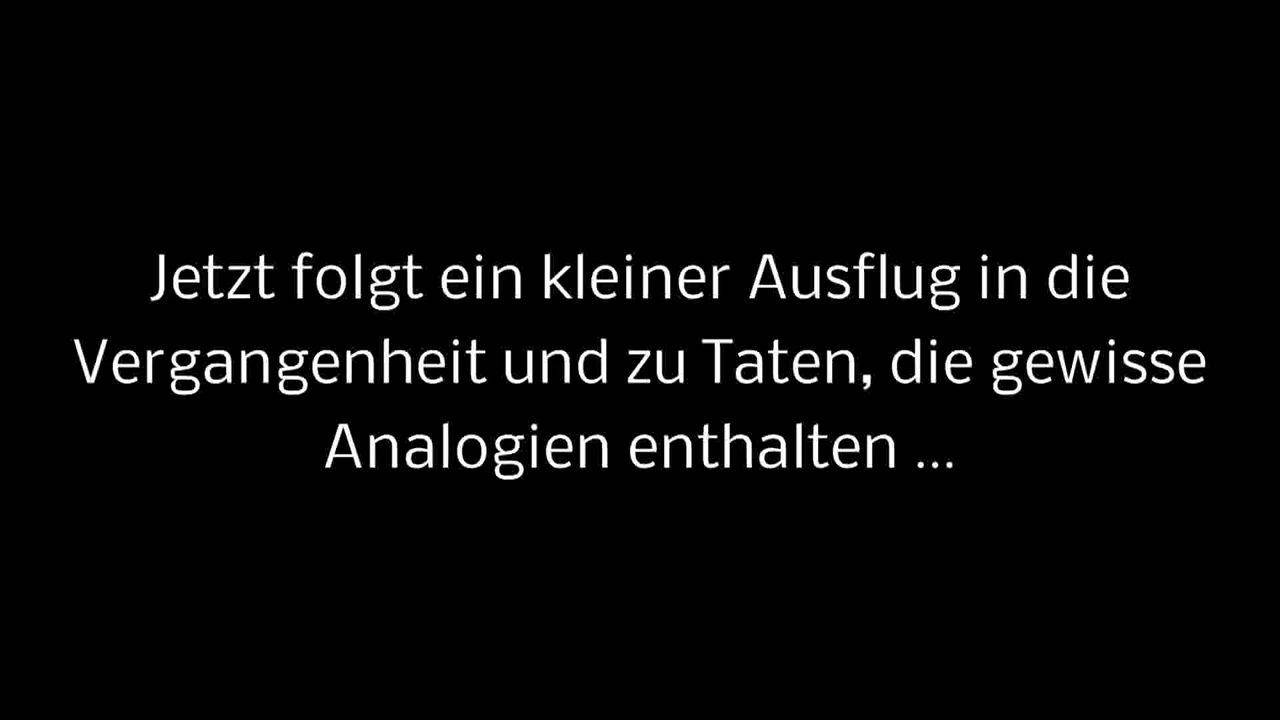 Jetzt folgt ein kleiner Ausflug in die
Vergangenheit und zu Taten, die gewisse
Analogien enthalten ...